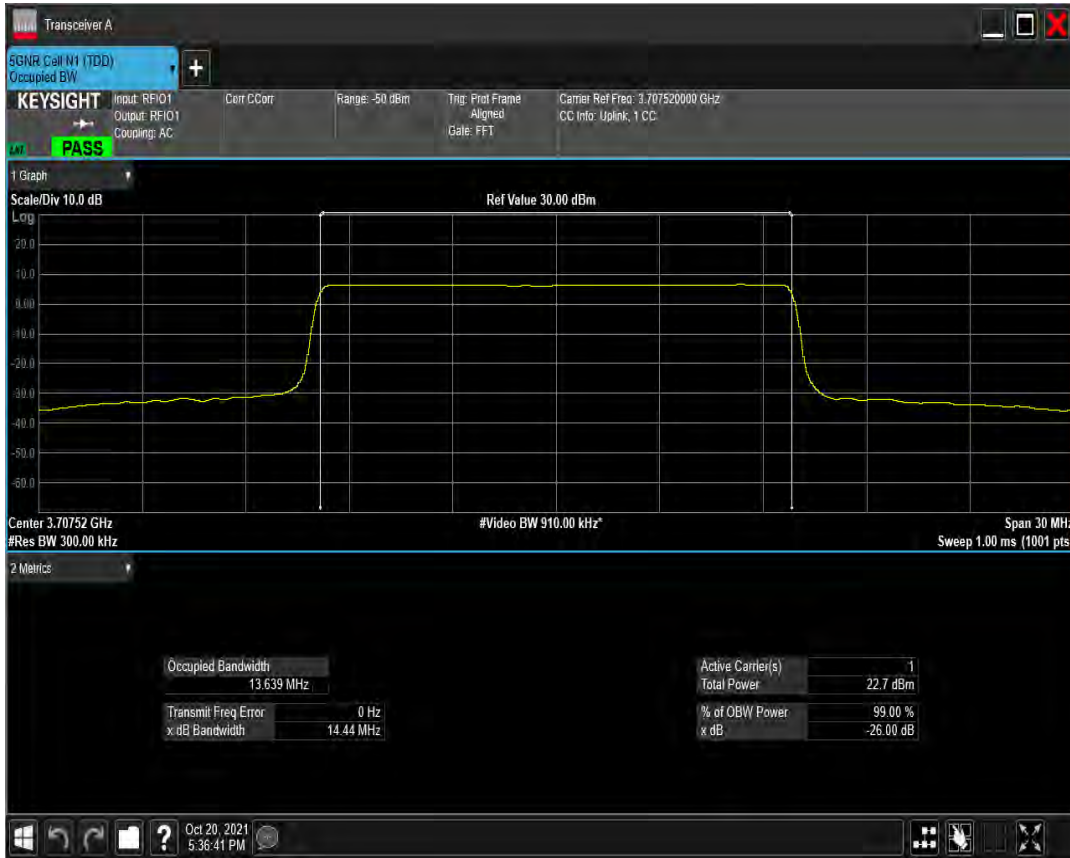 Transceiver A
5GNR Cell N1 (TDD)
Occupied BW
+
KEYSIGHT
Input: RFIO1
Output: RFIO1
Coupling: AC
Corr CCorr
Range: -50 dBm
Trig: Prot Frame
Aligned
Gate: FFT
Carrier Ref Freq: 3.707520000 GHz
CC Info: Uplink, 1 CC
PASS
1 Graph
Scale/Div 10.0 dB
Ref Value 30.00 dBm
Log
20.0
10.0
0.00
-10.0
-20.0
-30.0
-40.0
-50.0
-60.0
Center 3.70752 GHz
#Video BW 910.00 kHz*
Span 30 MHz
#Res BW 300.00 kHz
Sweep 1.00 ms (1001 pts
2 Metrics
Occupied Bandwidth
13.639 MHz
Transmit Freq Error 0 Hz
x dB Bandwidth 14.44 MHz
Active Carrier(s) 1
Total Power 22.7 dBm
% of OBW Power 99.00 %
x dB -26.00 dB
?
Oct 20, 2021
5:36:41 PM